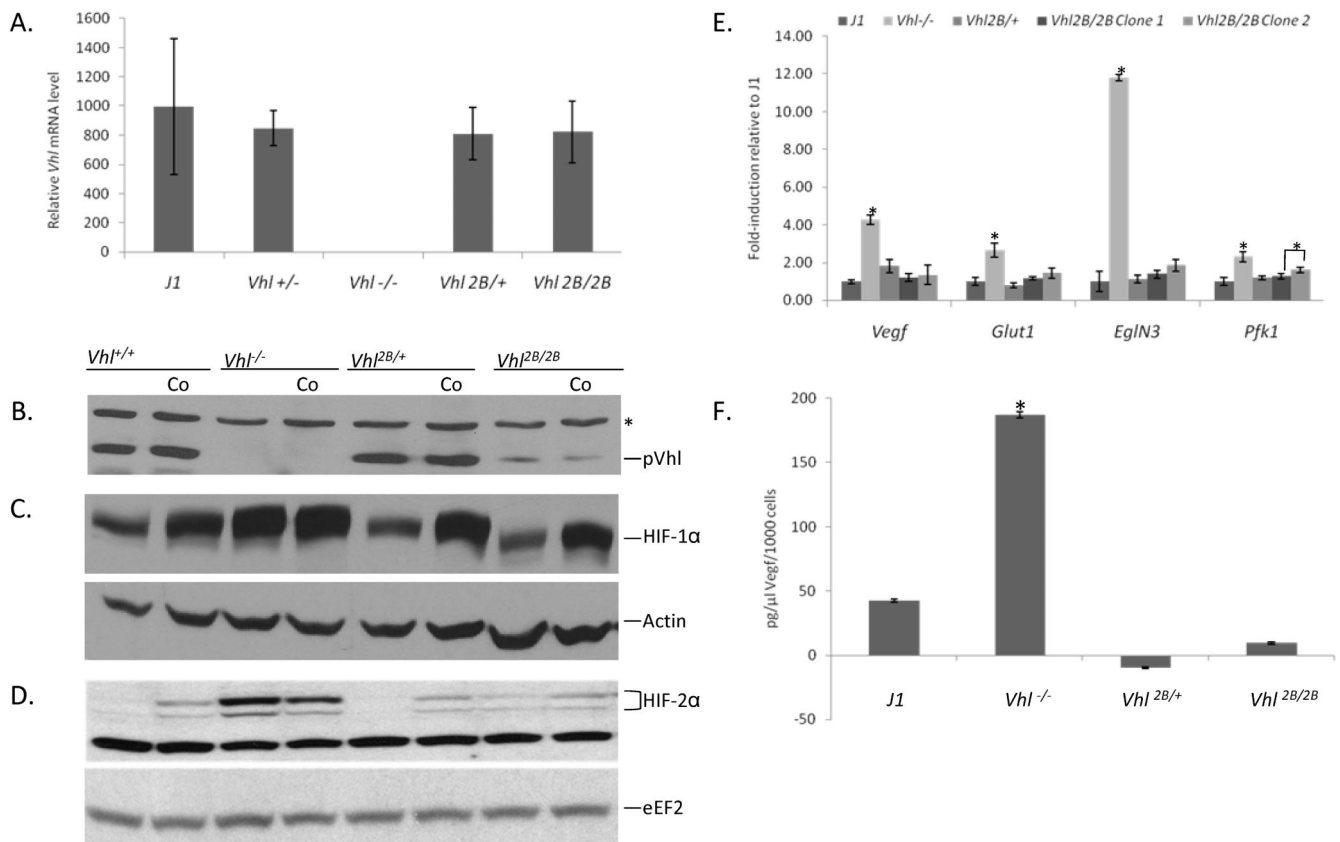 A.
Relative Vhl mRNA level
1600
1400
1200
1000
800
600
400
200
0
J1 Vhl +/- Vhl -/- Vhl 2B/+ Vhl 2B/2B
Vhl+/+ Vhl-/- Vhl2B/+ Vhl2B/2B
Co Co Co Co
B.
*
pVhl
C.
HIF-1α
Actin
D.
HIF-2α
eEF2
E.
J1 Vhl-/- Vhl2B/+ Vhl2B/2B Clone 1 Vhl2B/2B Clone 2
Fold-induction relative to J1
14.00
12.00
10.00
8.00
6.00
4.00
2.00
0.00
* * * * *
Vegf Glut1 EglN3 Pfk1
F.
pg/µl Vegf/1000 cells
200
150
100
50
0
-50
*
J1 Vhl -/- Vhl 2B/+ Vhl 2B/2B